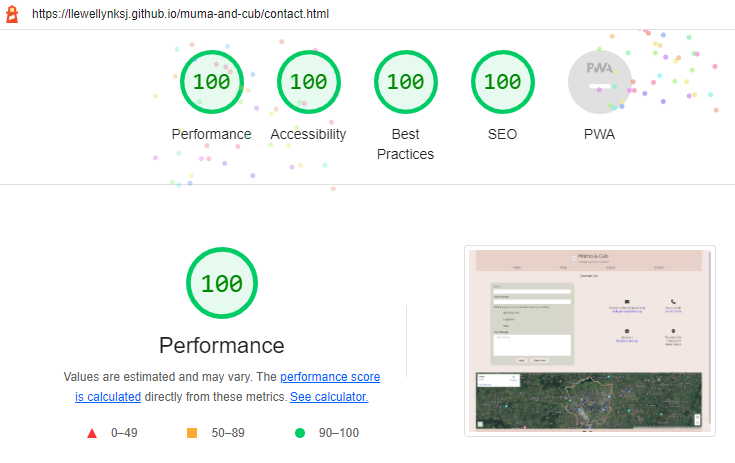 https://llewellynksj.github.io/muma-and-cub/contact.html
100 100 100 100 PWA
Performance Accessibility Best Practices SEO PWA
100
Performance
Values are estimated and may vary. The performance score
is calculated directly from these metrics. See calculator.
0–49 50–89 90–100
Contact Us